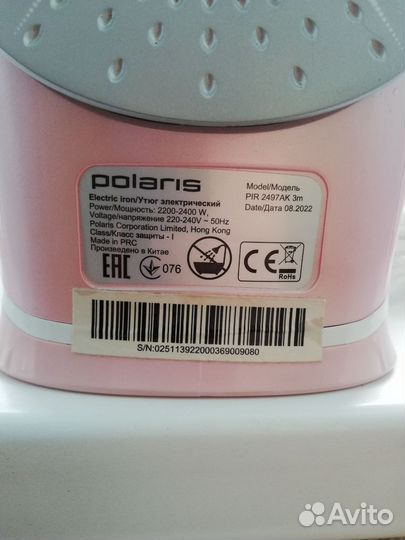 polaris
Electric iron/Утюг электрический
Power/Мощность: 2200-2400 W,
Voltage/напряжение 220-240V ~ 50Hz
Polaris Corporation Limited, Hong Kong
Class/Класс защиты - I
Made in PRC
Произведено в Китае
Model/Модель
PIR 2497AK 3m
Date/Дата 08.2022
EAC 076 CE
RoHs
S/N:025113922000369009080
Avito